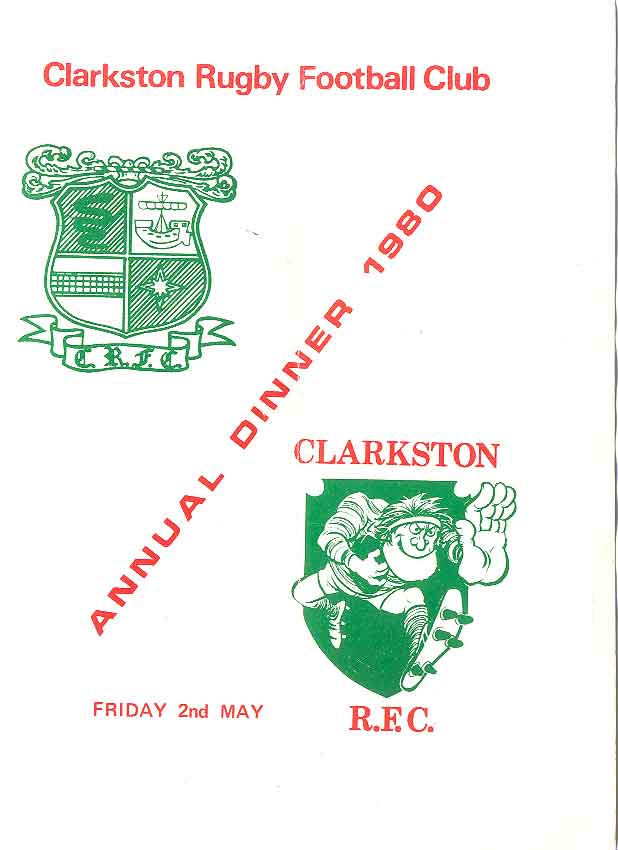 Clarkston Rugby Football Club
C.R.F.C.
ANNUAL DINNER 1980
CLARKSTON
R.F.C.
FRIDAY 2nd MAY